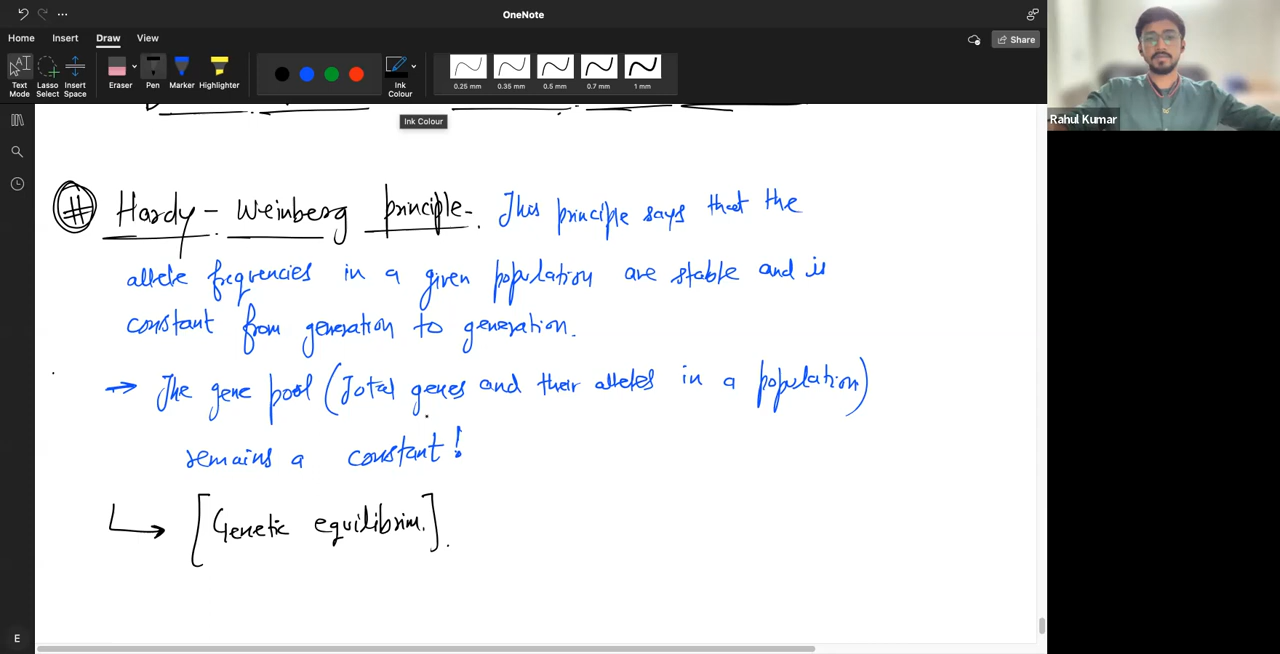 OneNote
Home Insert Draw View
Share
Text Mode
Lasso Select
Insert Space
Eraser
Pen
Marker
Highlighter
Ink Colour
0.25 mm
0.35 mm
0.5 mm
0.7 mm
1 mm
Ink Colour
Rahul Kumar
# Hardy - Weinberg principle - This principle says that the
allele frequencies in a given population are stable and is
constant from generation to generation.
→ The gene pool (Total genes and their alleles in a population)
remains a constant!
↳ [Genetic equilibrim.].
E